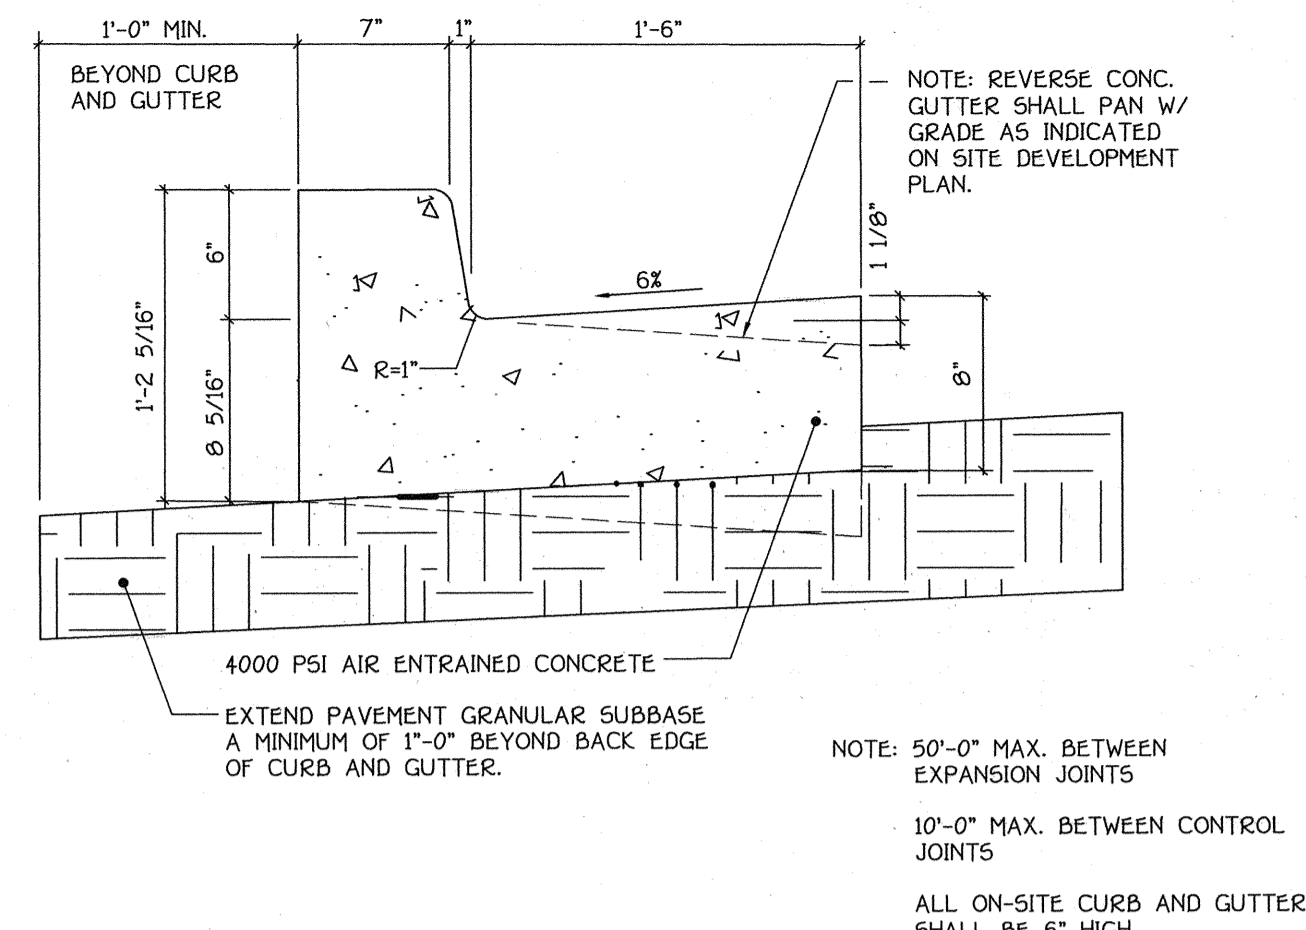 1'-0" MIN.
7"
1"
1'-6"
BEYOND CURB
AND GUTTER
NOTE: REVERSE CONC.
GUTTER SHALL PAN W/
GRADE AS INDICATED
ON SITE DEVELOPMENT
PLAN.
1 1/8"
6"
6%
1'-2 5/16"
R=1"
8"
8 5/16"
4000 PSI AIR ENTRAINED CONCRETE
EXTEND PAVEMENT GRANULAR SUBBASE
A MINIMUM OF 1"-0" BEYOND BACK EDGE
OF CURB AND GUTTER.
NOTE: 50'-0" MAX. BETWEEN
EXPANSION JOINTS
10'-0" MAX. BETWEEN CONTROL
JOINTS
ALL ON-SITE CURB AND GUTTER
SHALL BE 6" HIGH